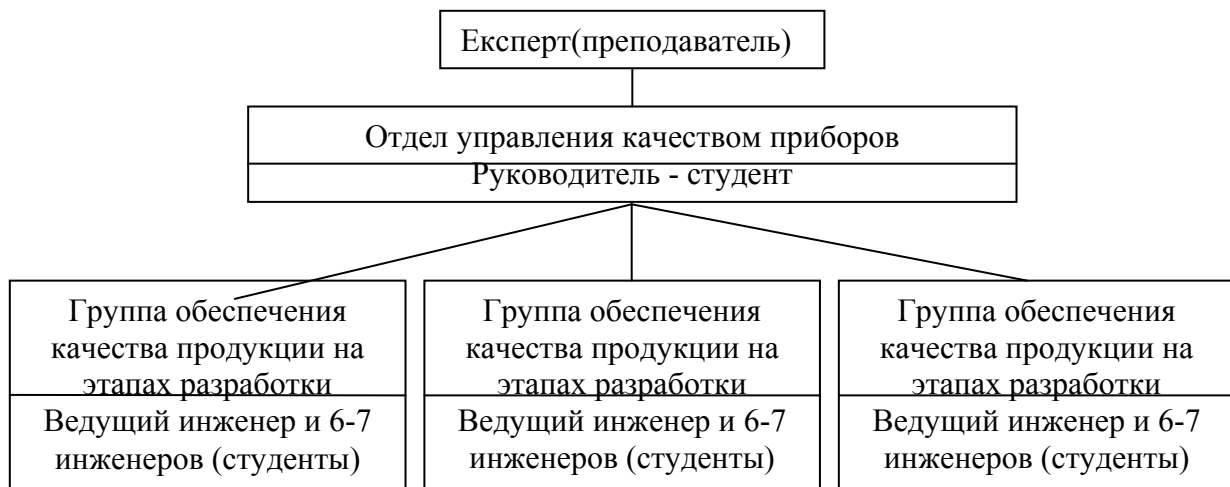 Експерт(преподаватель)
Отдел управления качеством приборов
Руководитель - студент
Группа обеспечения
качества продукции на
этапах разработки
Ведущий инженер и 6-7
инженеров (студенты)
Группа обеспечения
качества продукции на
этапах разработки
Ведущий инженер и 6-7
инженеров (студенты)
Группа обеспечения
качества продукции на
этапах разработки
Ведущий инженер и 6-7
инженеров (студенты)